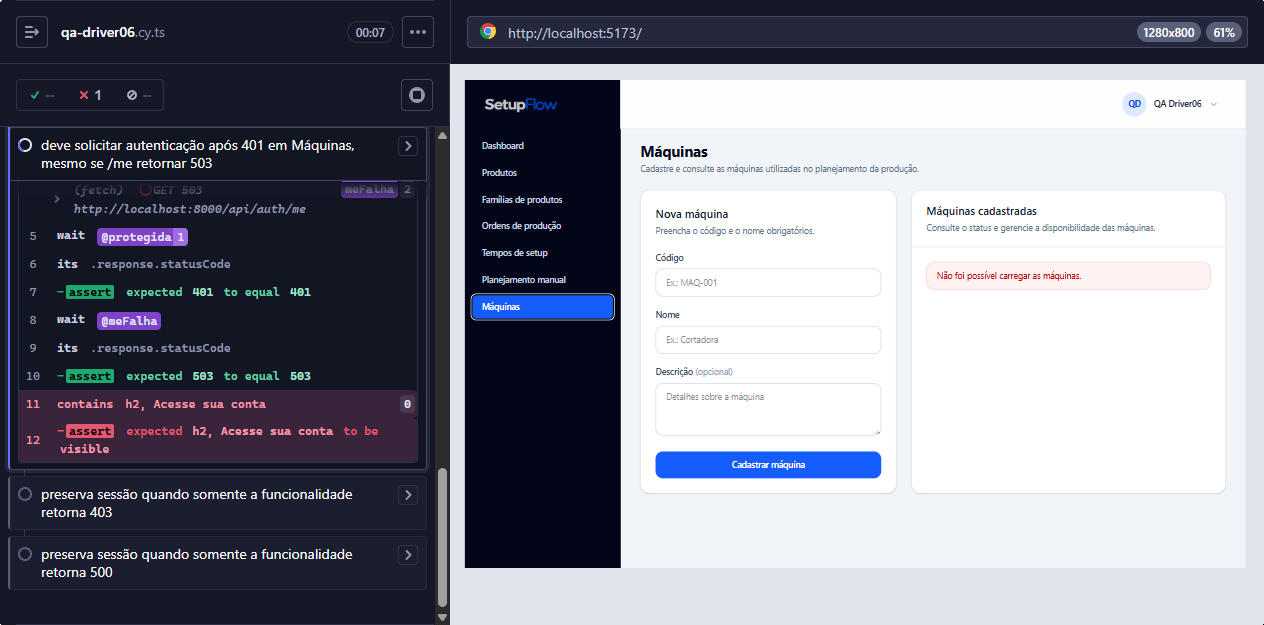 qa-driver06.cy.ts
00:07
--
1
--
deve solicitar autenticação após 401 em Máquinas,
mesmo se /me retornar 503
(fetch) GET 503
meFalha 2
http://localhost:8000/api/auth/me
5 wait @protegida 1
6 its .response.statusCode
7 -assert expected 401 to equal 401
8 wait @meFalha
9 its .response.statusCode
10 -assert expected 503 to equal 503
11 contains h2, Acesse sua conta 0
12 -assert expected h2, Acesse sua conta to be
visible
preserva sessão quando somente a funcionalidade
retorna 403
preserva sessão quando somente a funcionalidade
retorna 500
http://localhost:5173/
1280x800
61%
SetupFlow
Dashboard
Produtos
Famílias de produtos
Ordens de produção
Tempos de setup
Planejamento manual
Máquinas
QD QA Driver06
Máquinas
Cadastre e consulte as máquinas utilizadas no planejamento da produção.
Nova máquina
Preencha o código e o nome obrigatórios.
Código
Ex.: MAQ-001
Nome
Ex.: Cortadora
Descrição (opcional)
Detalhes sobre a máquina
Cadastrar máquina
Máquinas cadastradas
Consulte o status e gerencie a disponibilidade das máquinas.
Não foi possível carregar as máquinas.